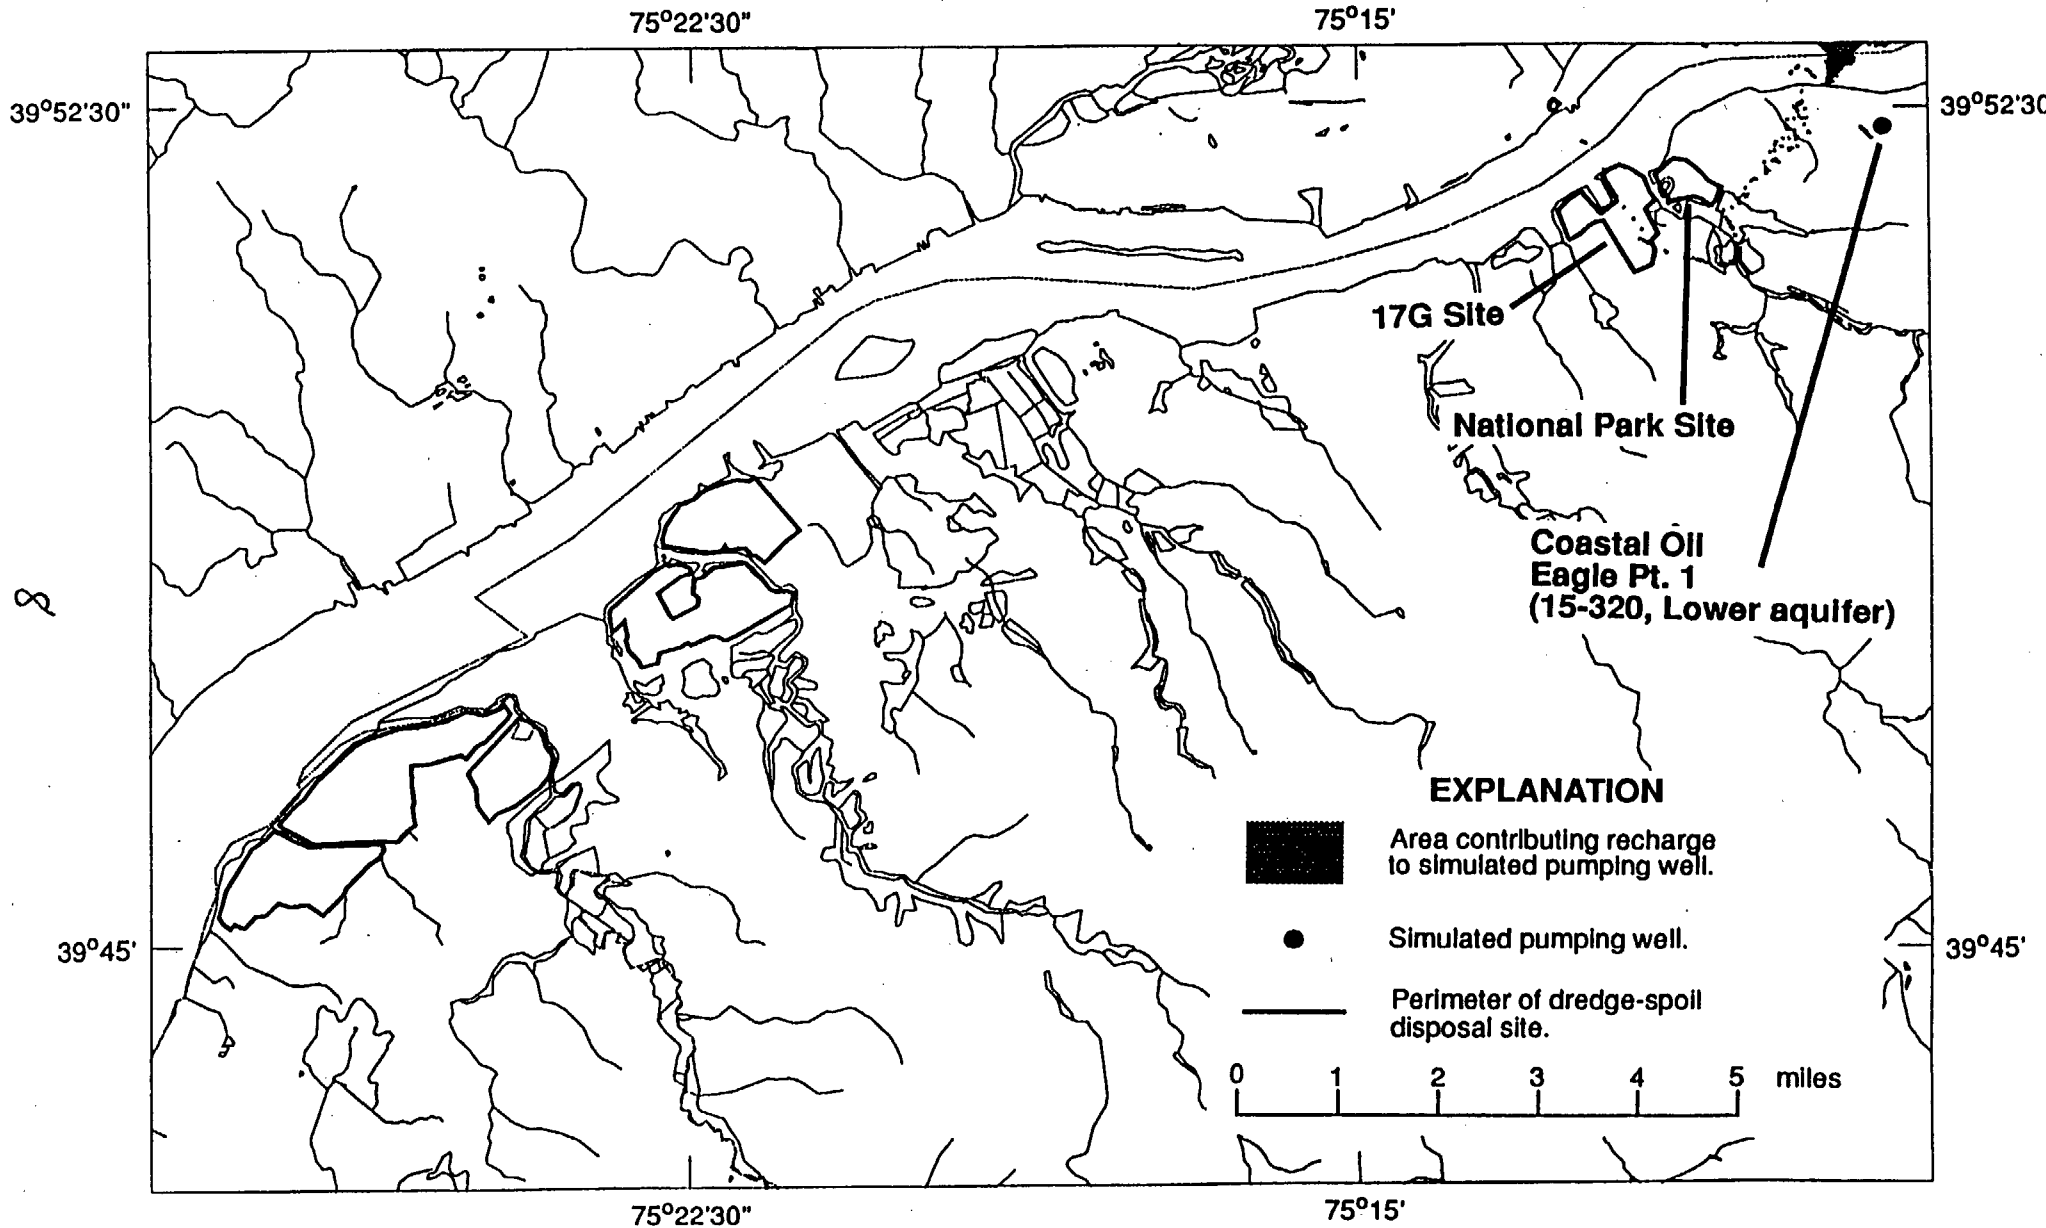 75°22'30"
75°15'
39°52'30"
39°52'30
17G Site
National Park Site
Coastal Oil
Eagle Pt. 1
(15-320, Lower aquifer)
8
EXPLANATION
Area contributing recharge
to simulated pumping well.
Simulated pumping well.
Perimeter of dredge-spoil
disposal site.
39°45'
39°45'
0 1 2 3 4 5 miles
75°22'30"
75°15'